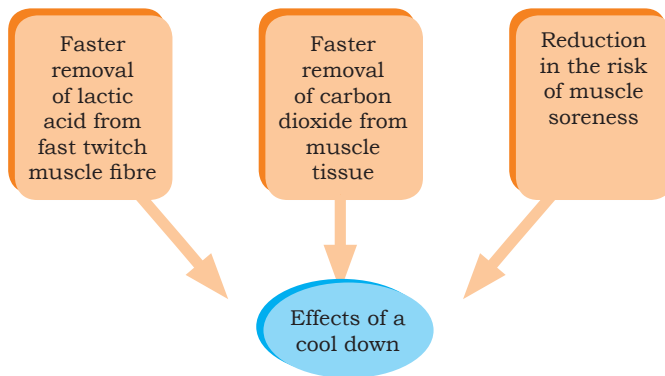 Faster
removal
of lactic
acid from
fast twitch
muscle fibre
Faster
removal
of carbon
dioxide from
muscle
tissue
Reduction
in the risk
of muscle
soreness
Effects of a
cool down